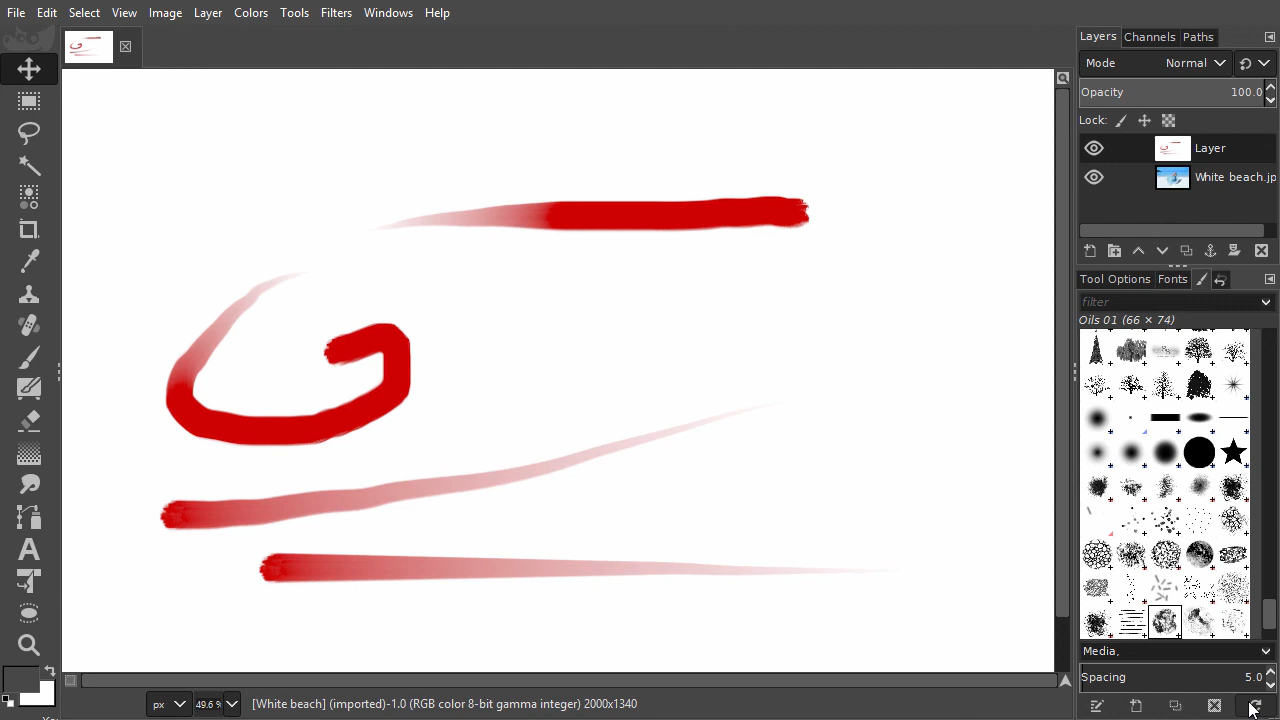 File Edit Select View Image Layer Colors Tools Filters Windows Help
Layers Channels Paths
Mode Normal
Opacity 100.0
Lock:
Layer
White beach.jp
Tool Options Fonts
filter
Oils 01 (66 × 74)
Media,
Spacing 5.0
px 49.6 % [White beach] (imported)-1.0 (RGB color 8-bit gamma integer) 2000x1340